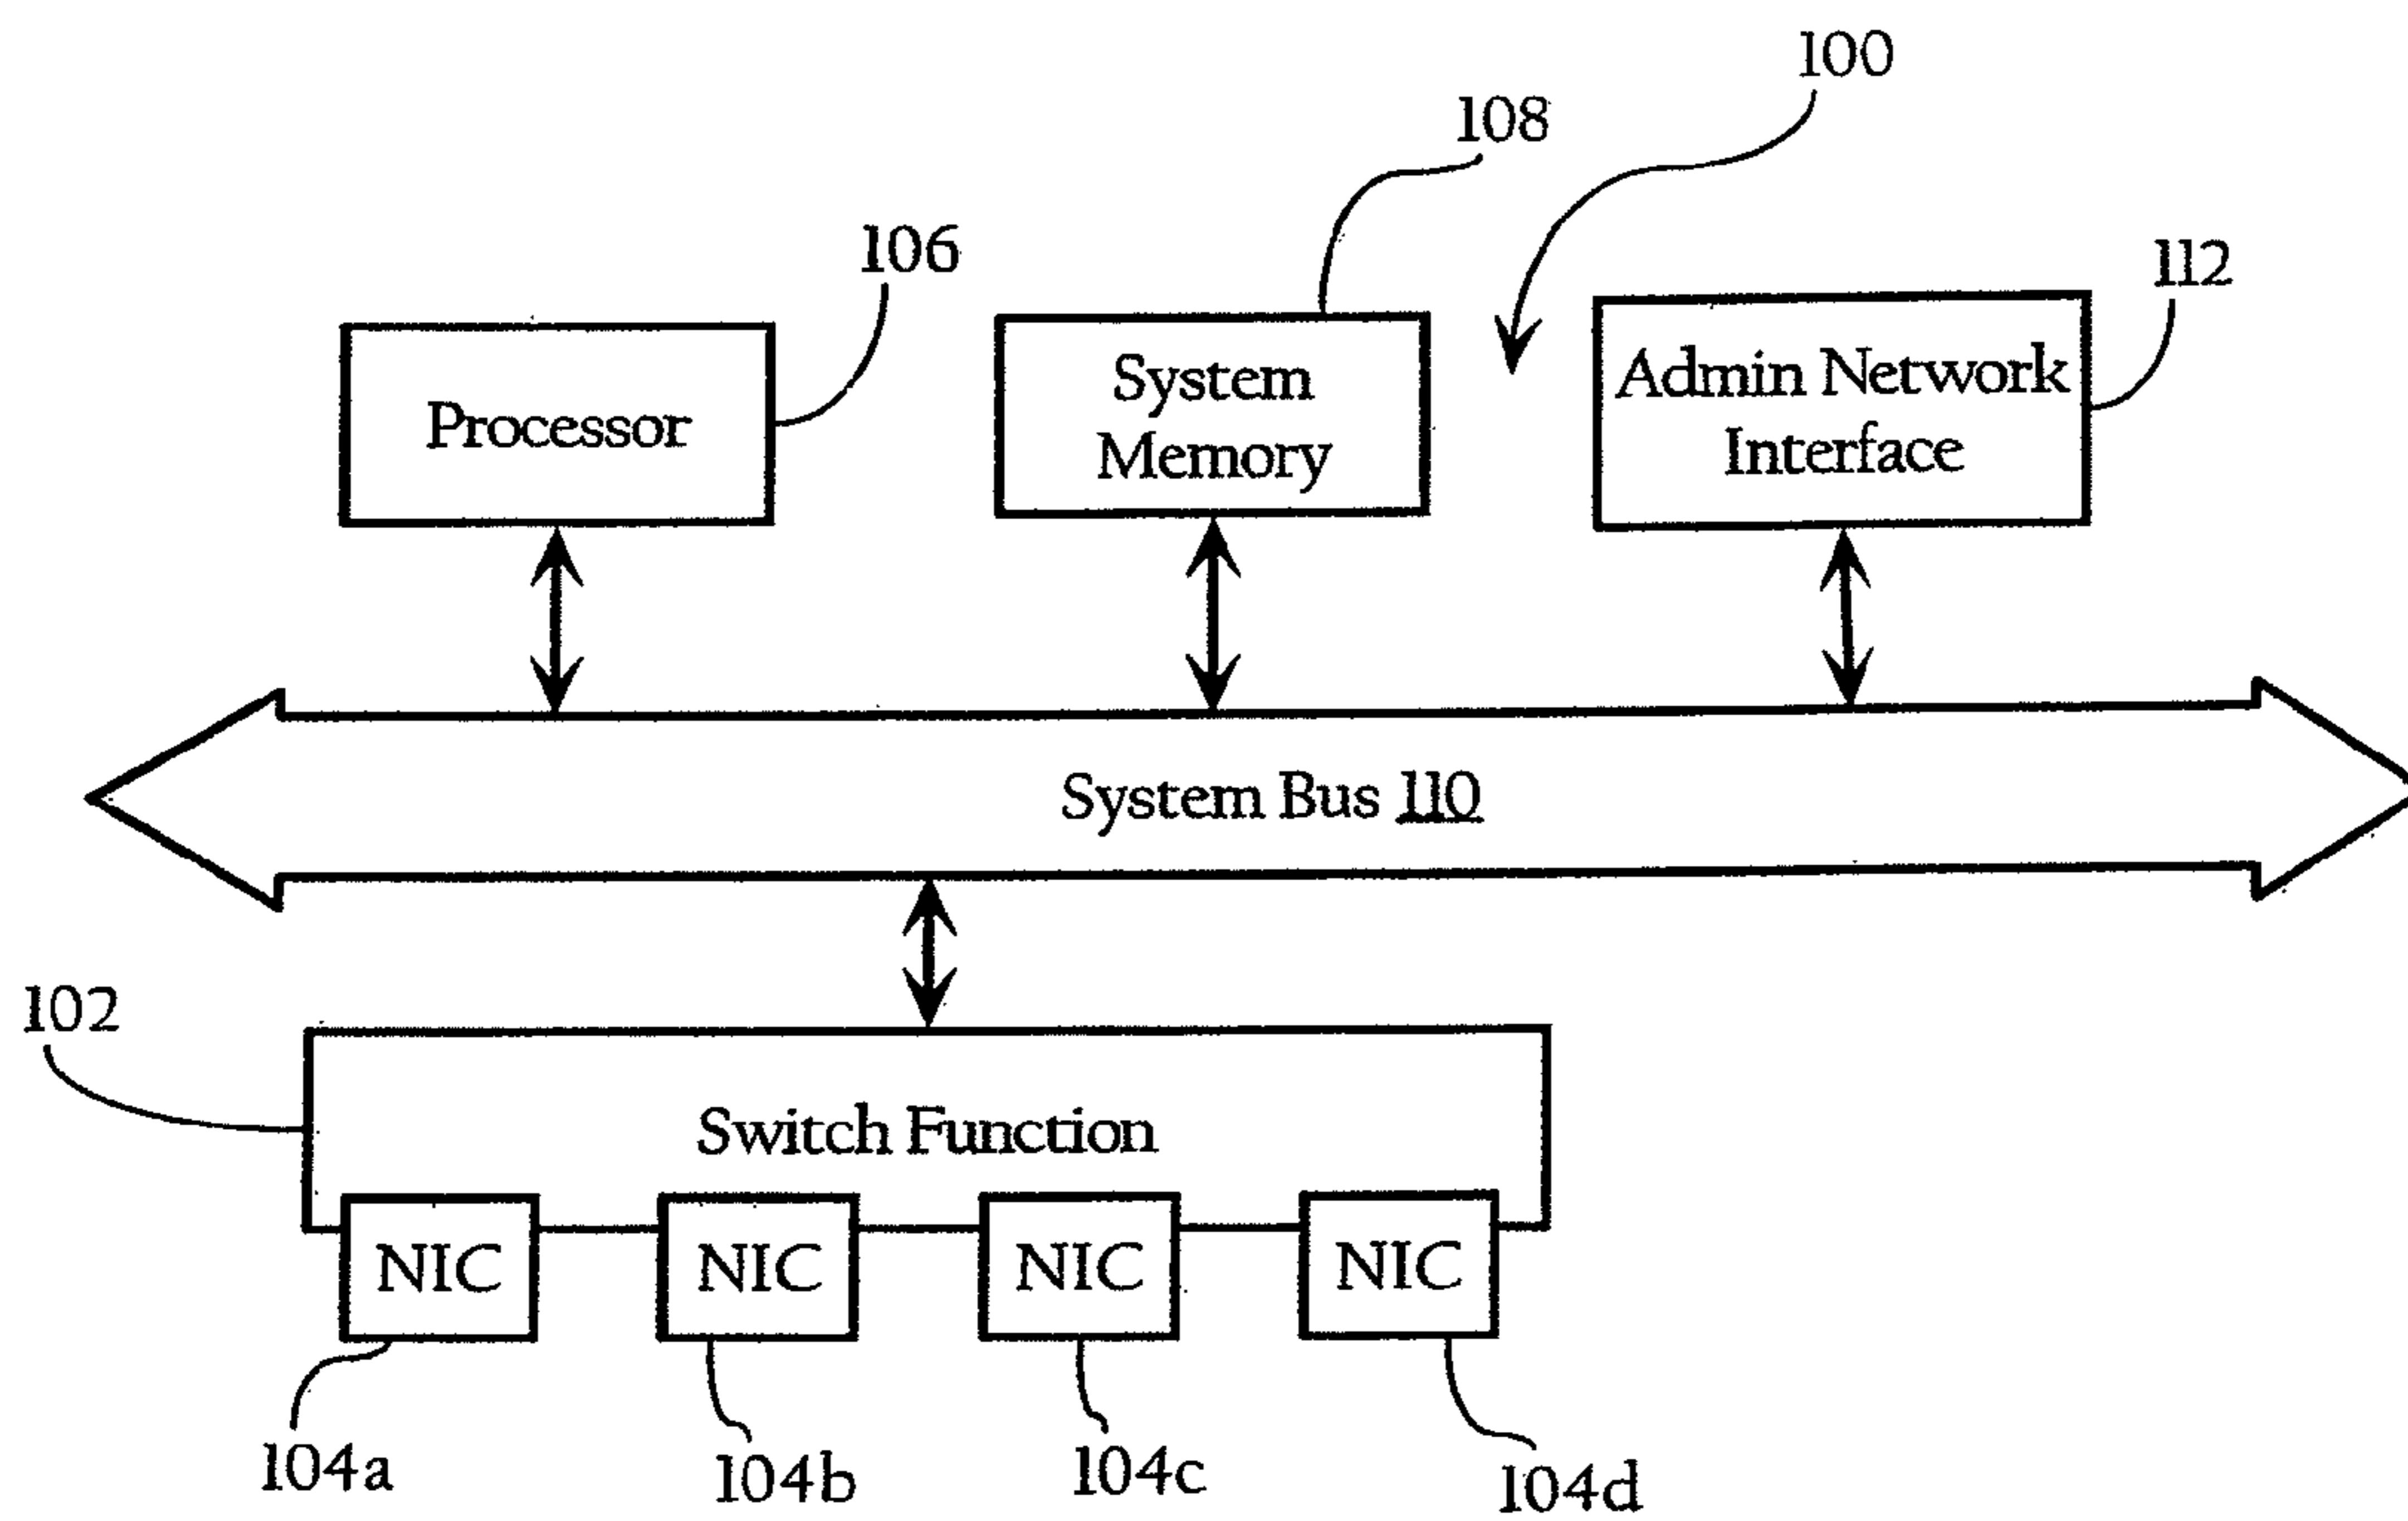 100
108
106
112
Processor
System
Memory
Admin Network
Interface
System Bus 110
102
Switch Function
NIC NIC NIC NIC
104a 104b 104c 104d